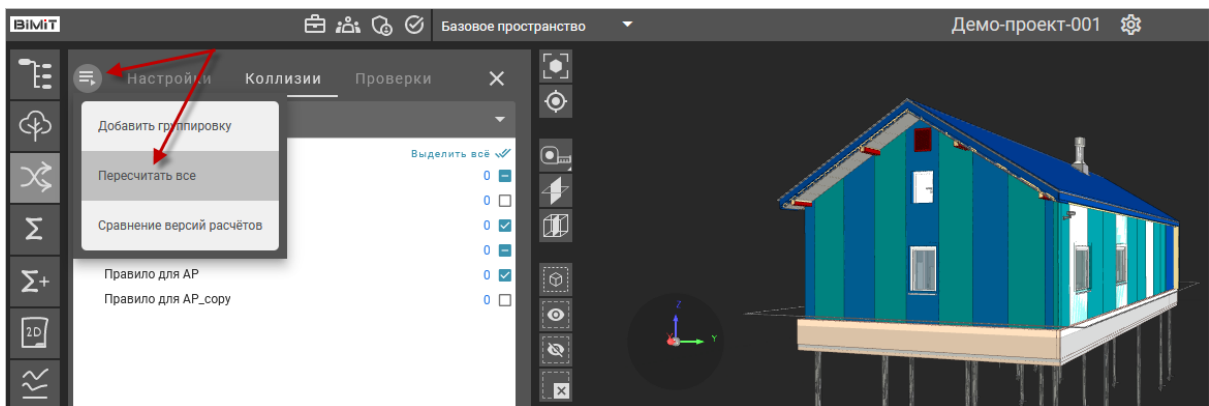 BIMIT
Базовое пространство
Демо-проект-001
Настройки Коллизии Проверки
Добавить группировку
Выделить всё
Пересчитать все
0
0
Сравнение версий расчётов
0
0
Правило для АР
0
Правило для АР_copy
0
Σ
Σ+
2D
Z
Y